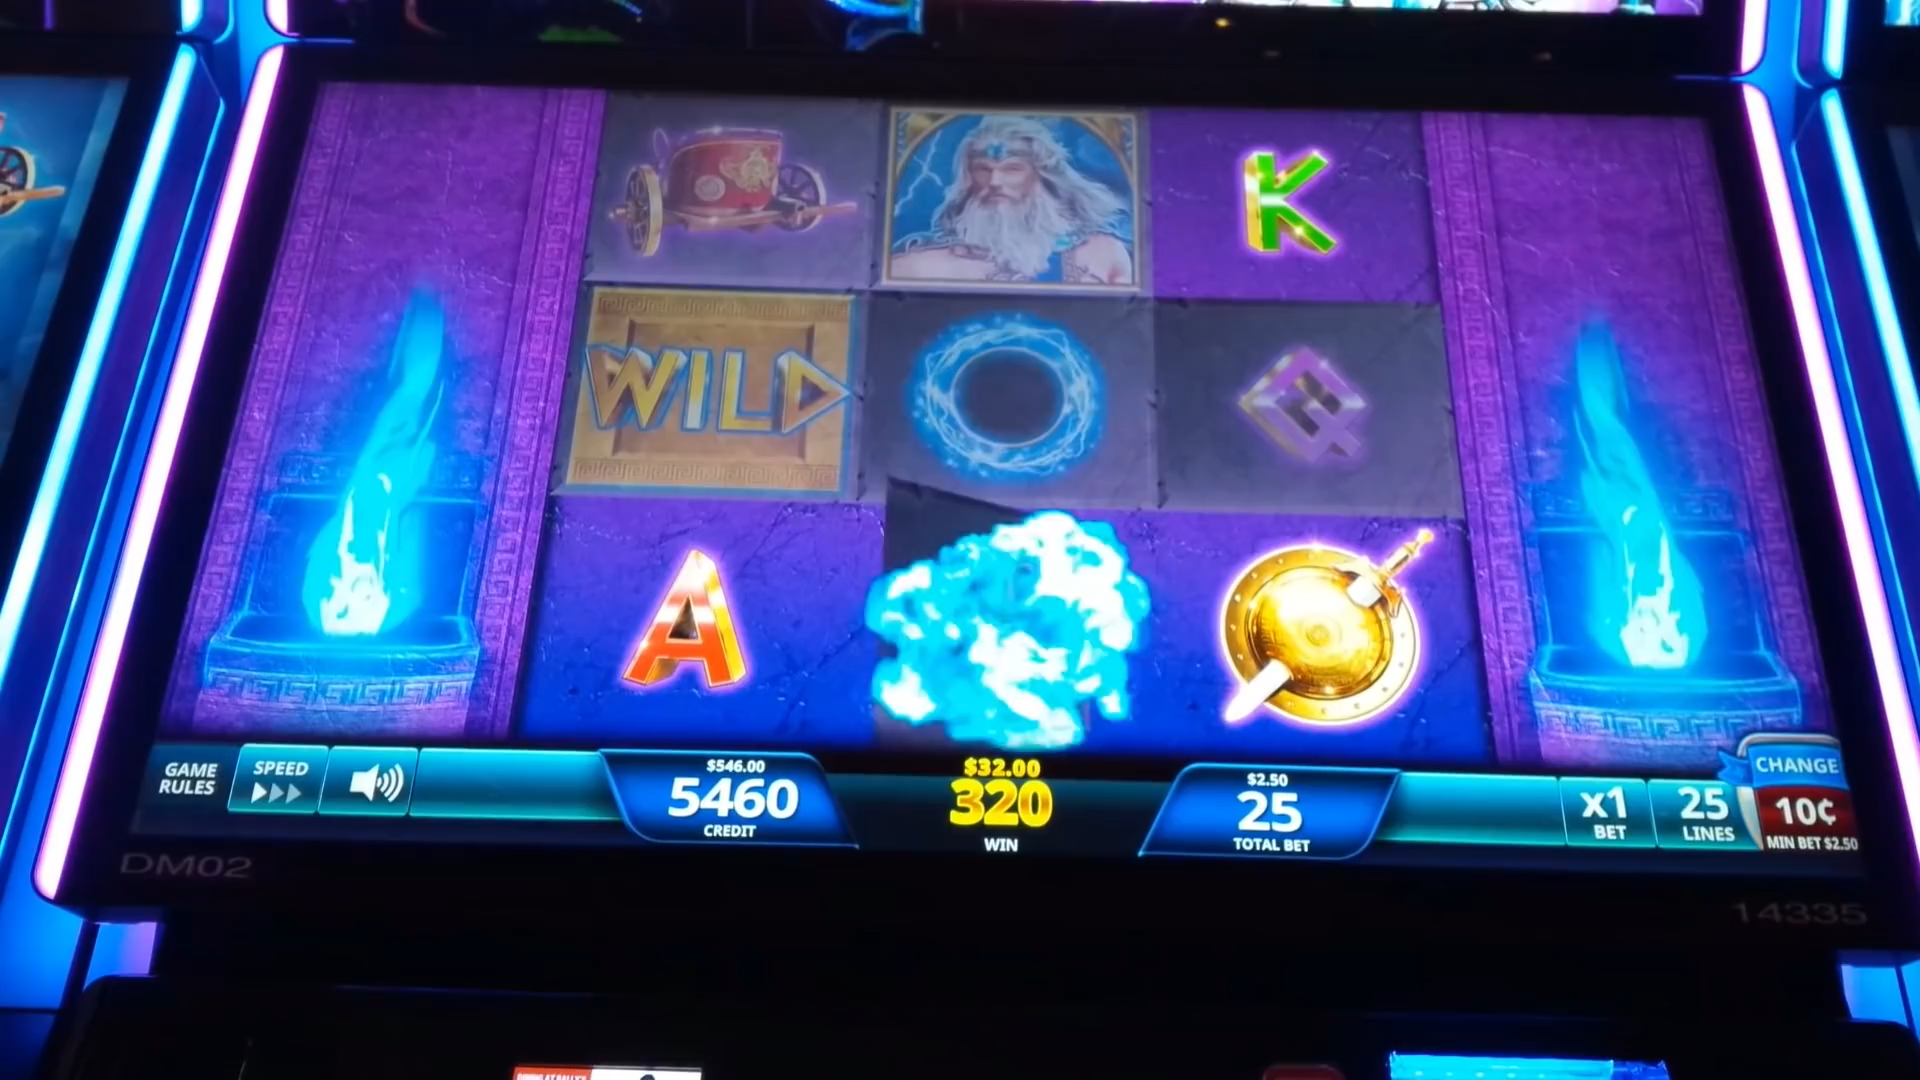 K
WILD
Q
A
GAME
RULES
SPEED
$546.00
5460
CREDIT
$32.00
320
WIN
$2.50
25
TOTAL BET
x1
BET
25
LINES
CHANGE
10¢
MIN BET $2.50
DM02
14335